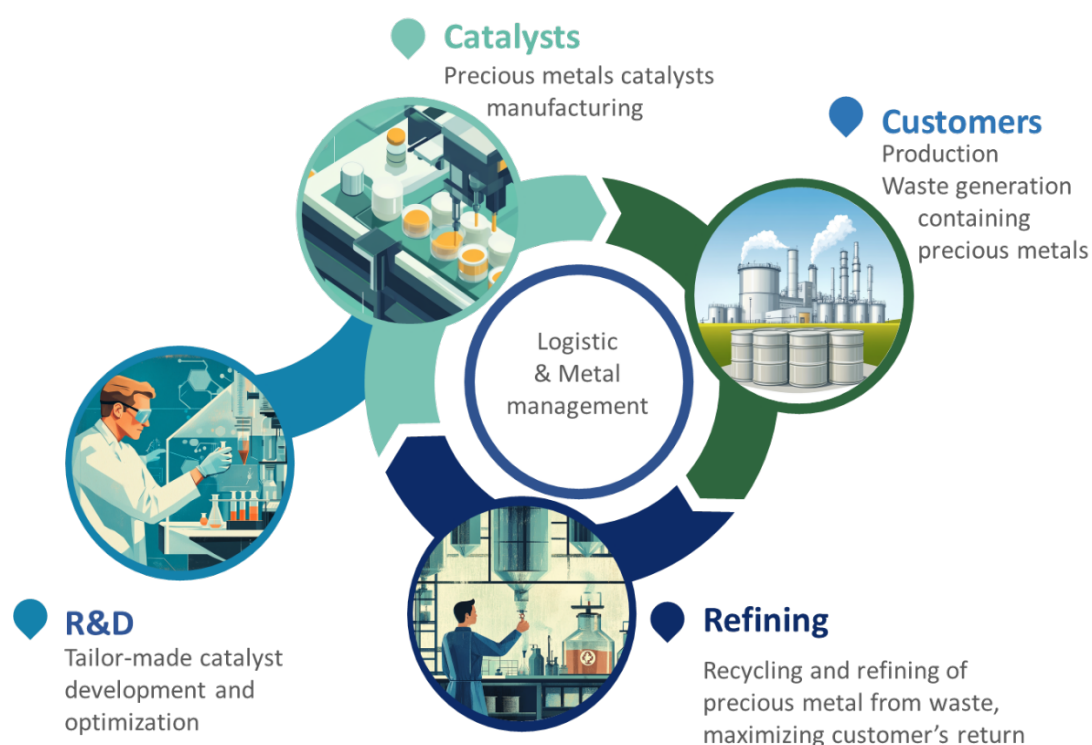 Catalysts
Precious metals catalysts
manufacturing
Customers
Production
Waste generation
containing
precious metals
Logistic
& Metal
management
R&D
Tailor-made catalyst
development and
optimization
Refining
Recycling and refining of
precious metal from waste,
maximizing customer's return